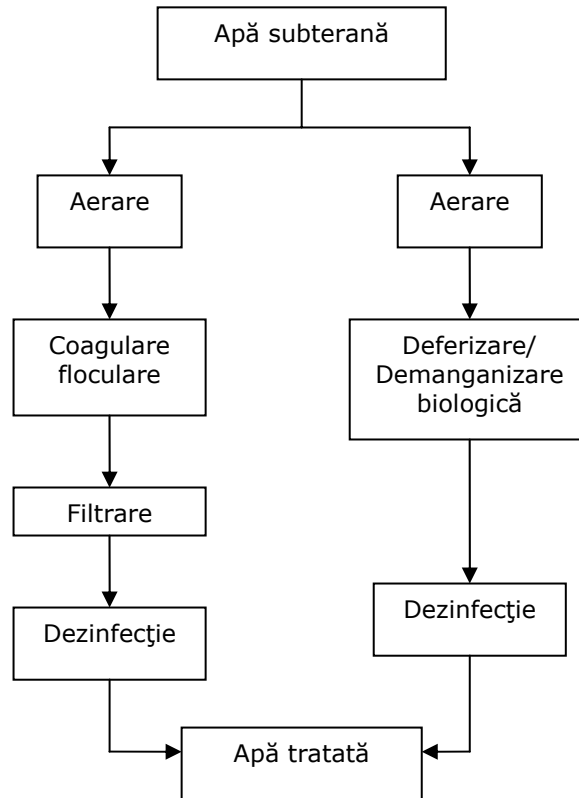 Apă subterană
Aerare
Aerare
Coagulare
floculare
Deferizare/
Demanganizare
biologică
Filtrare
Dezinfecţie
Dezinfecţie
Apă tratată